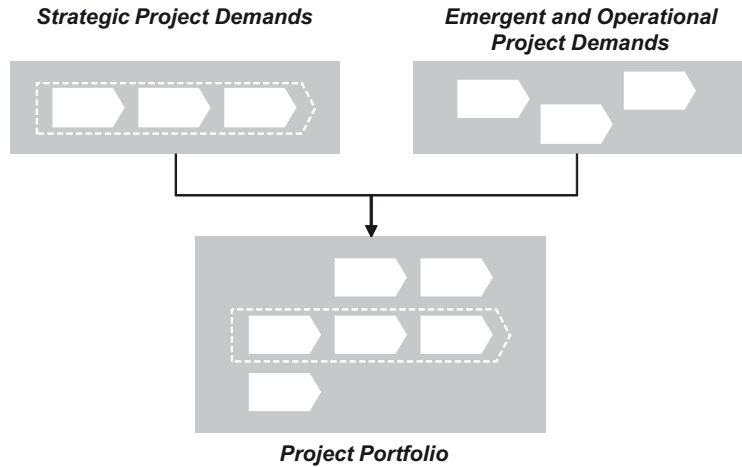 Strategic Project Demands
Emergent and Operational
Project Demands
Project Portfolio